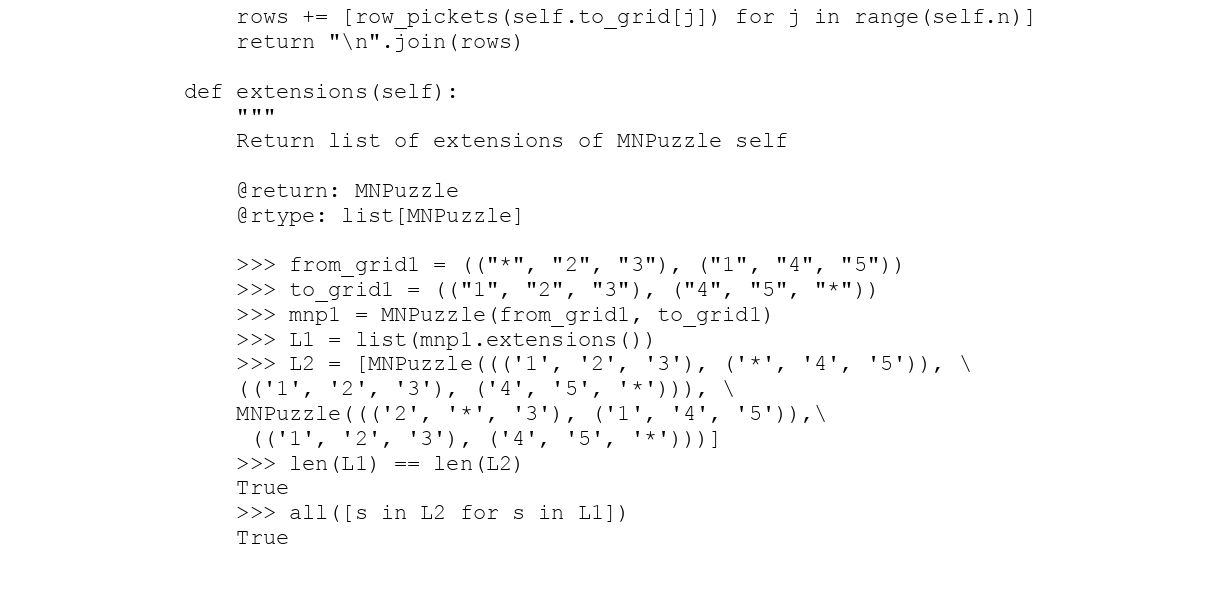 rows += [row_pickets(self.to_grid[j]) for j in range(self.n)]
return "\n".join(rows)
def extensions(self):
"""
Return list of extensions of MNPuzzle self
@return: MNPuzzle
@rtype: list[MNPuzzle]
>>> from_grid1 = (("*", "2", "3"), ("1", "4", "5"))
>>> to_grid1 = (("1", "2", "3"), ("4", "5", "*"))
>>> mnp1 = MNPuzzle(from_grid1, to_grid1)
>>> L1 = list(mnp1.extensions())
>>> L2 = [MNPuzzle((('1', '2', '3'), ('*', '4', '5')), \
(('1', '2', '3'), ('4', '5', '*'))), \
MNPuzzle((('2', '*', '3'), ('1', '4', '5')),\
(('1', '2', '3'), ('4', '5', '*')))]
>>> len(L1) == len(L2)
True
>>> all([s in L2 for s in L1])
True